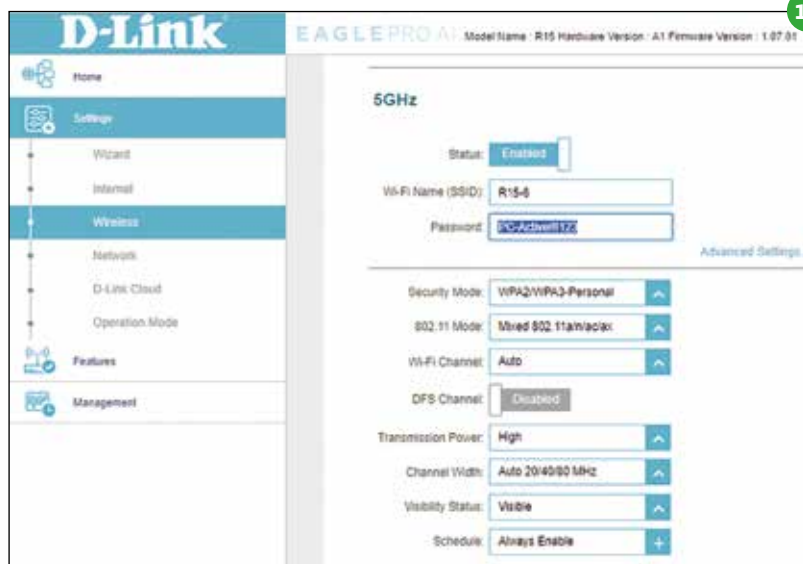 D-Link
EAGLE PRO AI Model Name : R15 Hardware Version : A1 Firmware Version : 1.07.01
1
Home
Settings
Wizard
Internet
Wireless
Network
D-Link Cloud
Operation Mode
Features
Management
5GHz
Status: Enabled
Wi-Fi Name (SSID): R15-6
Password:
Advanced Settings
Security Mode: WPA2/WPA3-Personal
802.11 Mode: Mixed 802.11a/n/ac/ax
Wi-Fi Channel: Auto
DFS Channel: Disabled
Transmission Power: High
Channel Width: Auto 20/40/80 MHz
Visibility Status: Visible
Schedule: Always Enable